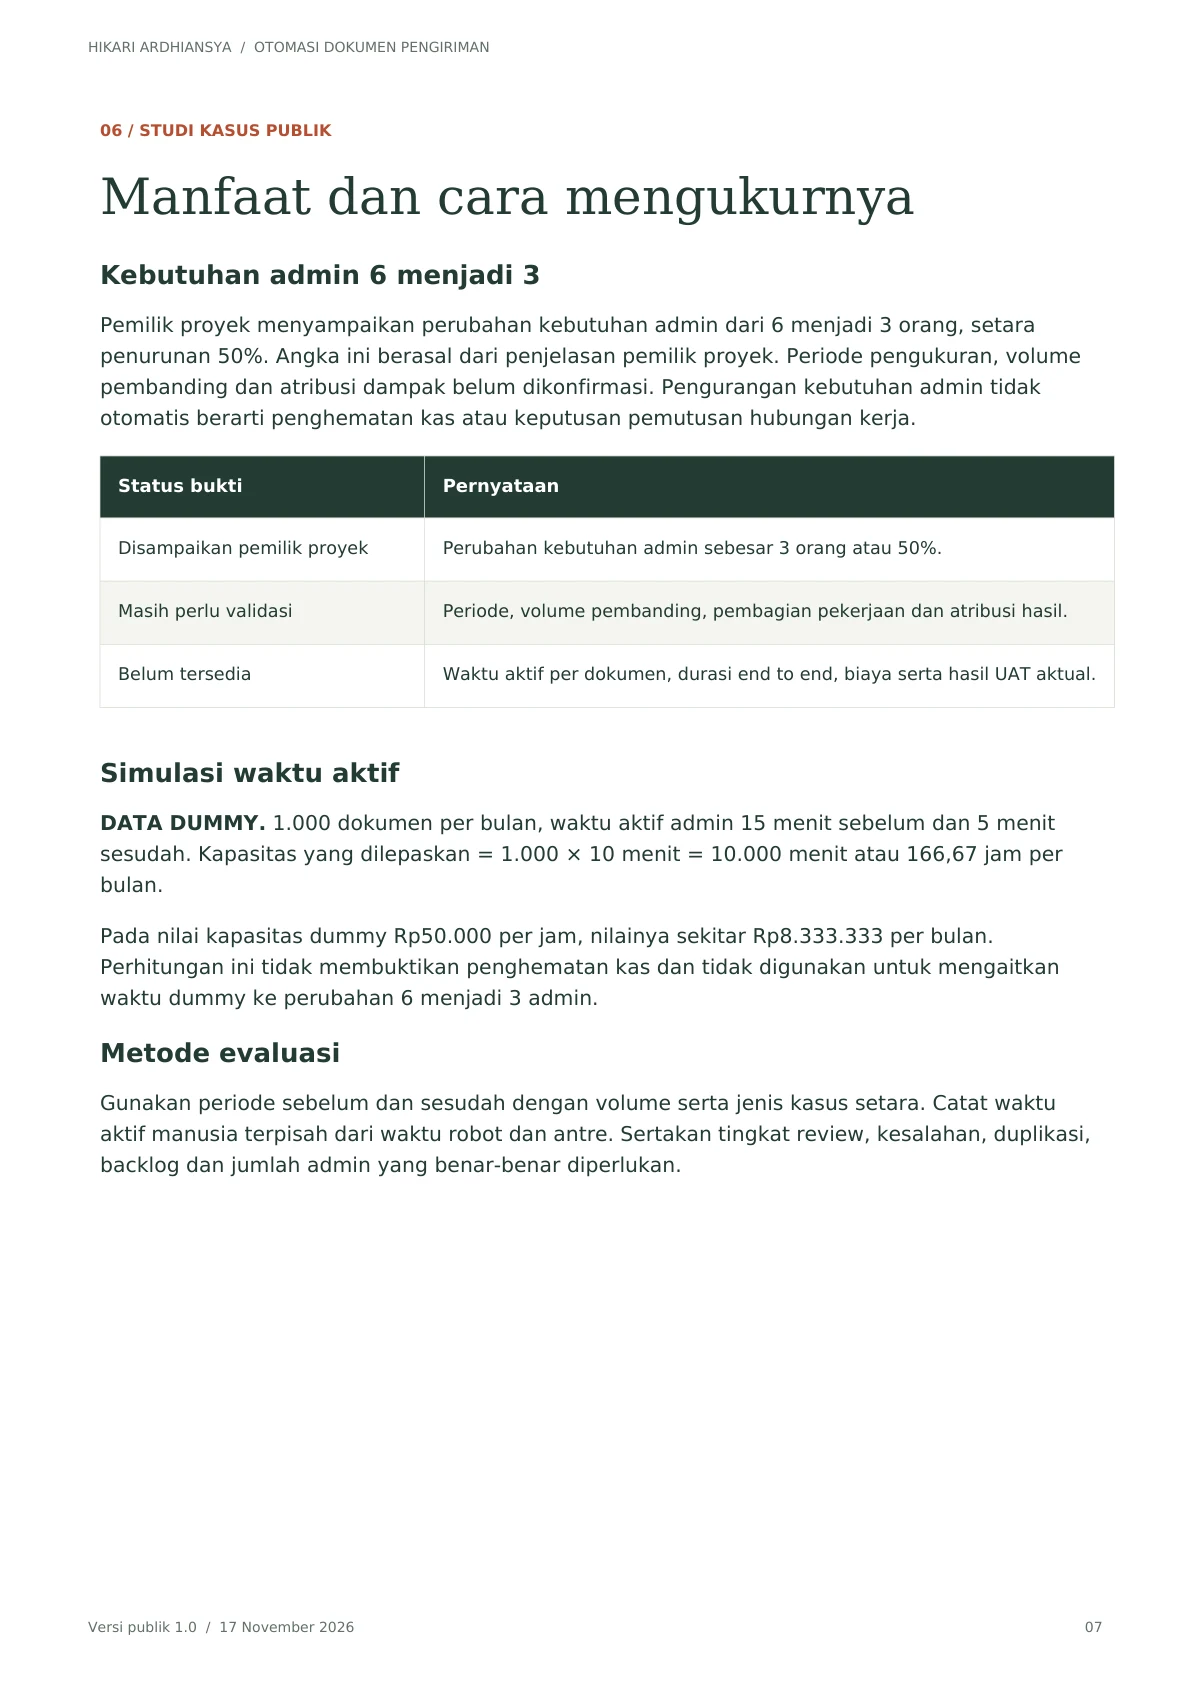 HIKARI ARDHIANSYA / OTOMASI DOKUMEN PENGIRIMAN
06 / STUDI KASUS PUBLIK
Manfaat dan cara mengukurnya
Kebutuhan admin 6 menjadi 3
Pemilik proyek menyampaikan perubahan kebutuhan admin dari 6 menjadi 3 orang, setara
penurunan 50%. Angka ini berasal dari penjelasan pemilik proyek. Periode pengukuran, volume
pembanding dan atribusi dampak belum dikonfirmasi. Pengurangan kebutuhan admin tidak
otomatis berarti penghematan kas atau keputusan pemutusan hubungan kerja.
Status bukti Pernyataan
Disampaikan pemilik proyek Perubahan kebutuhan admin sebesar 3 orang atau 50%.
Masih perlu validasi Periode, volume pembanding, pembagian pekerjaan dan atribusi hasil.
Belum tersedia Waktu aktif per dokumen, durasi end to end, biaya serta hasil UAT aktual.
Simulasi waktu aktif
DATA DUMMY. 1.000 dokumen per bulan, waktu aktif admin 15 menit sebelum dan 5 menit
sesudah. Kapasitas yang dilepaskan = 1.000 × 10 menit = 10.000 menit atau 166,67 jam per
bulan.
Pada nilai kapasitas dummy Rp50.000 per jam, nilainya sekitar Rp8.333.333 per bulan.
Perhitungan ini tidak membuktikan penghematan kas dan tidak digunakan untuk mengaitkan
waktu dummy ke perubahan 6 menjadi 3 admin.
Metode evaluasi
Gunakan periode sebelum dan sesudah dengan volume serta jenis kasus setara. Catat waktu
aktif manusia terpisah dari waktu robot dan antre. Sertakan tingkat review, kesalahan, duplikasi,
backlog dan jumlah admin yang benar-benar diperlukan.
Versi publik 1.0 / 17 November 2026 07